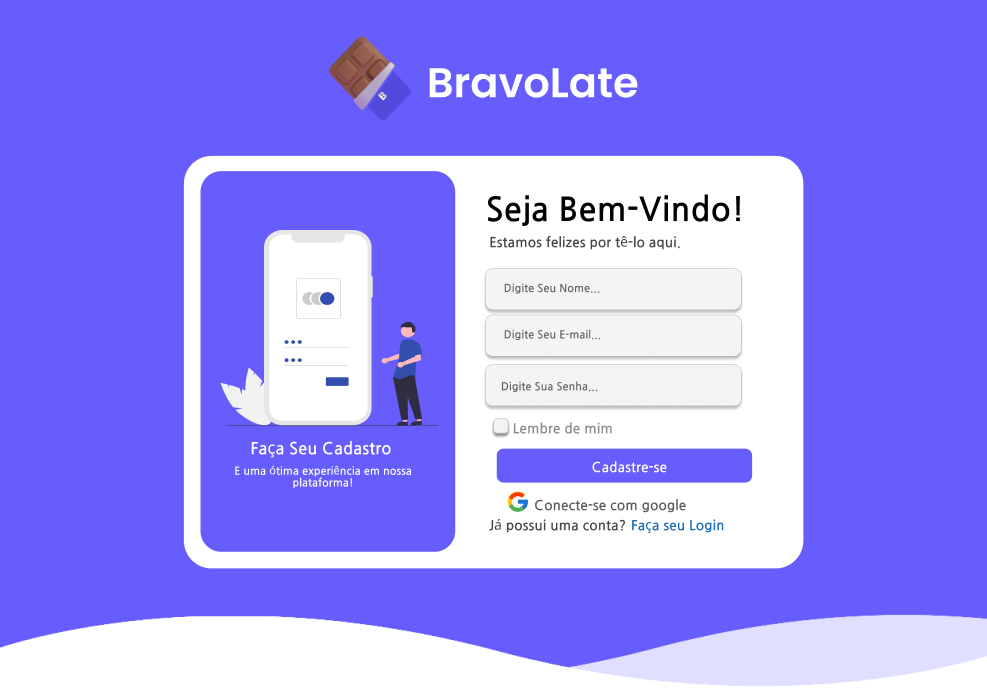 B
BravoLate
Seja Bem-Vindo!
Estamos felizes por tê-lo aqui.
Digite Seu Nome...
Digite Seu E-mail...
Digite Sua Senha...
Lembre de mim
Cadastre-se
Conecte-se com google
Já possui uma conta? Faça seu Login
Faça Seu Cadastro
E uma ótima experiência em nossa
plataforma!